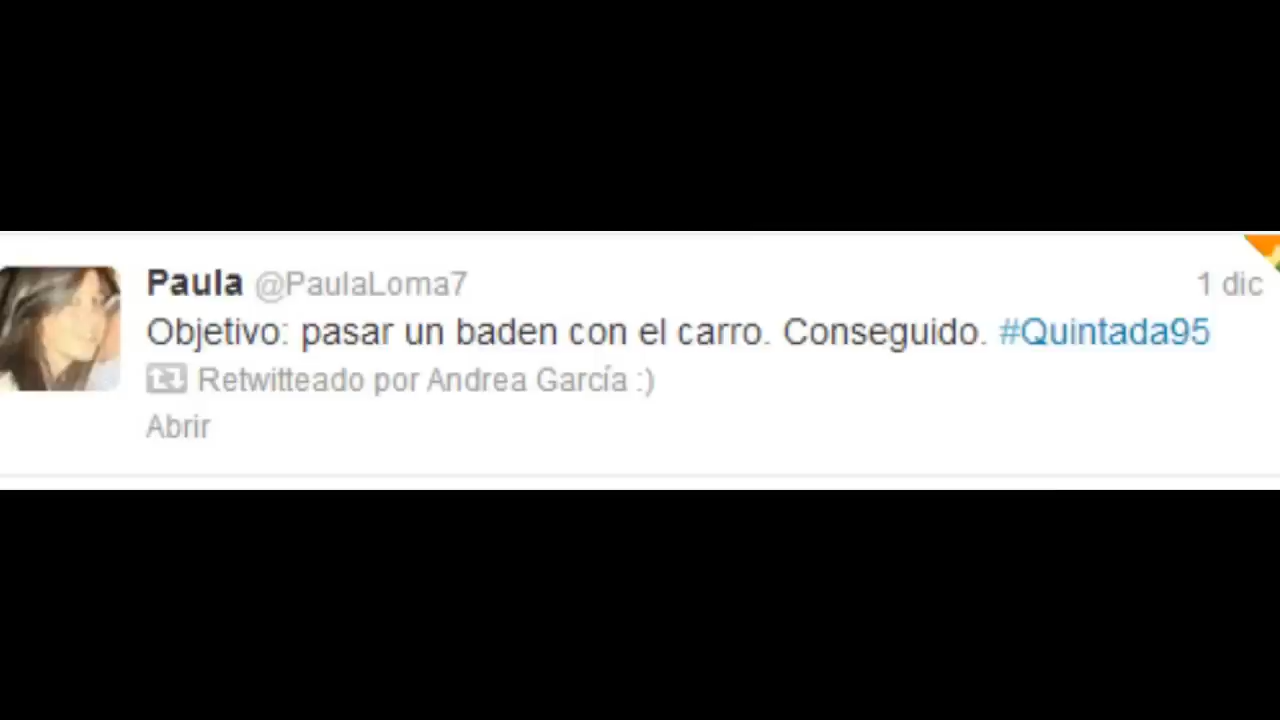 Paula @PaulaLoma7 1 dic
Objetivo: pasar un baden con el carro. Conseguido. #Quintada95
Retwitteado por Andrea García :)
Abrir